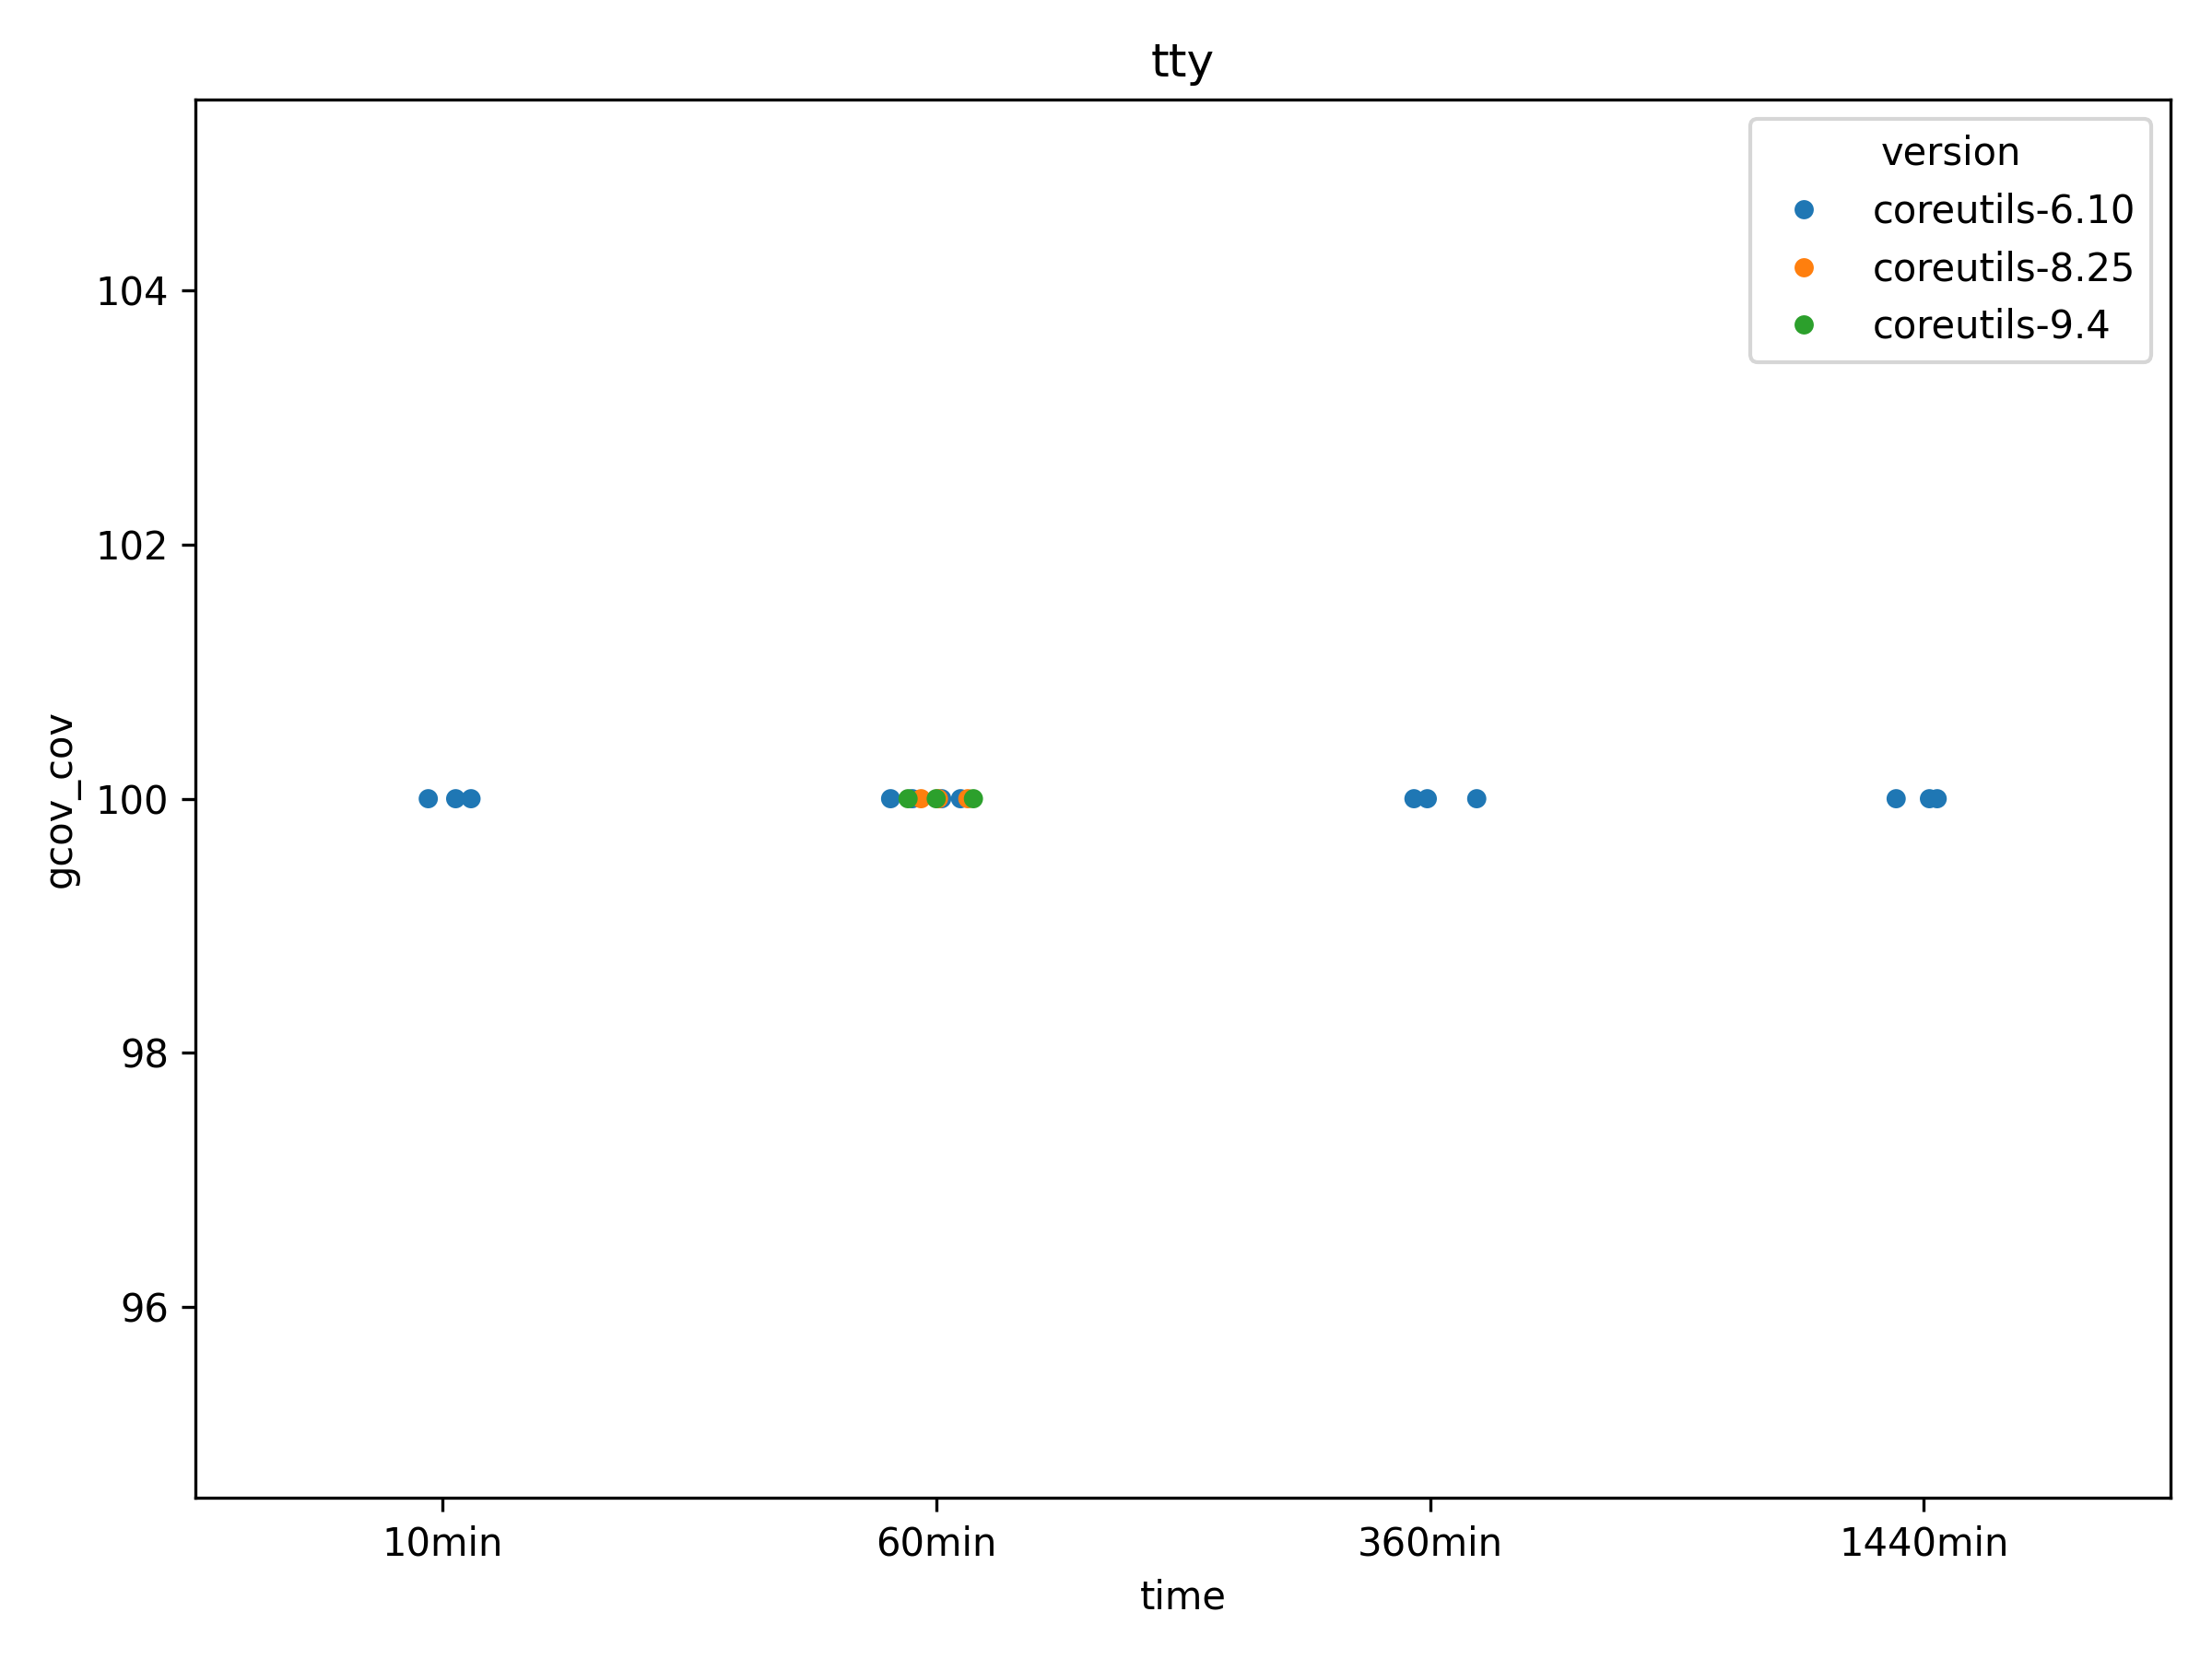 tty
version
coreutils-6.10
coreutils-8.25
coreutils-9.4
104
102
100
98
96
gcov_cov
10min
60min
360min
1440min
time